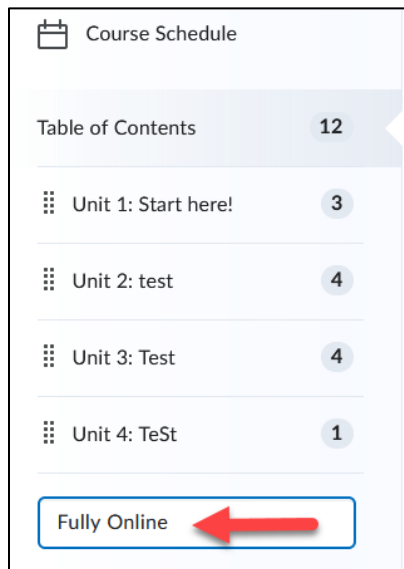 Course Schedule
Table of Contents 12
Unit 1: Start here! 3
Unit 2: test 4
Unit 3: Test 4
Unit 4: TeSt 1
Fully Online